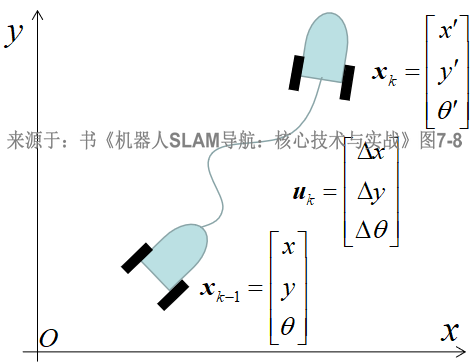 y
x_k = [x′ y′ θ′]
来源于：书《机器人SLAM导航：核心技术与实战》图7-8
u_k = [Δx Δy Δθ]
x_{k-1} = [x y θ]
O x